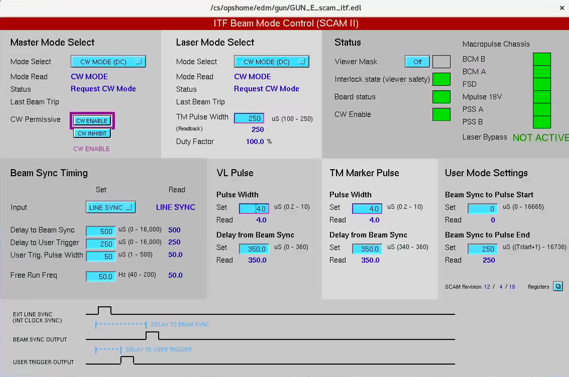 /cs/opshome/edm/gun/GUN_E_scam_itf.edl
ITF Beam Mode Control (SCAM II)
Master Mode Select
Mode Select CW MODE (DC)
Mode Read CW MODE
Status Request CW Mode
Last Beam Trip
CW Permissive CW ENABLE
CW INHIBIT
CW ENABLE
Laser Mode Select
Mode Select CW MODE (DC)
Mode Read CW MODE
Status Request CW Mode
Last Beam Trip
TM Pulse Width 250 uS (100 - 250)
(Readback) 250
Duty Factor 100.0 %
Status
Viewer Mask Off
Interlock state (viewer safety)
Board status
CW Enable
Macropulse Chassis
BCM B
BCM A
FSD
Mpulse 18V
PSS A
PSS B
Laser Bypass NOT ACTIVE
Beam Sync Timing
Set Read
Input LINE SYNC LINE SYNC
Delay to Beam Sync 500 uS (0 - 16,000) 500
Delay to User Trigger 250 uS (0 - 16,000) 250
User Trig. Pulse Width 50 uS (1 - 500) 50.0
Free Run Freq 50.0 Hz (40 - 200) 50.0
VL Pulse
Pulse Width
Set 4.0 uS (0.2 - 10)
Read 4.0
Delay from Beam Sync
Set 350.0 uS (0 - 360)
Read 350.0
TM Marker Pulse
Pulse Width
Set 4.0 uS (0.2 - 10)
Read 4.0
Delay from Beam Sync
Set 350.0 uS (340 - 360)
Read 350.0
User Mode Settings
Beam Sync to Pulse Start
Set 0 uS (0 - 16665)
Read 0
Beam Sync to Pulse End
Set 250 uS ((Tstart+1) - 16736)
Read 250
SCAM Revision 12 / 4 / 18 Registers
EXT LINE SYNC
(INT CLOCK SYNC)
DELAY TO BEAM SYNC
BEAM SYNC OUTPUT
DELAY TO USER TRIGGER
USER TRIGGER OUTPUT